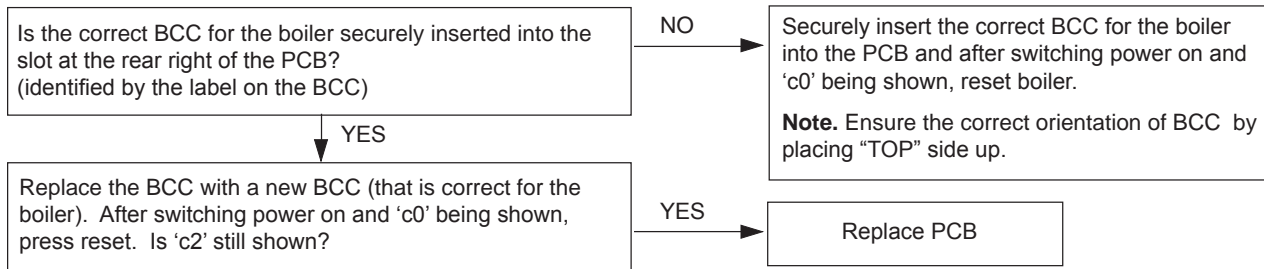 Is the correct BCC for the boiler securely inserted into the
slot at the rear right of the PCB?
(identified by the label on the BCC)
NO
Securely insert the correct BCC for the boiler
into the PCB and after switching power on and
‘c0’ being shown, reset boiler.
Note. Ensure the correct orientation of BCC by
placing “TOP” side up.
YES
Replace the BCC with a new BCC (that is correct for the
boiler). After switching power on and ‘c0’ being shown,
press reset. Is ‘c2’ still shown?
YES
Replace PCB